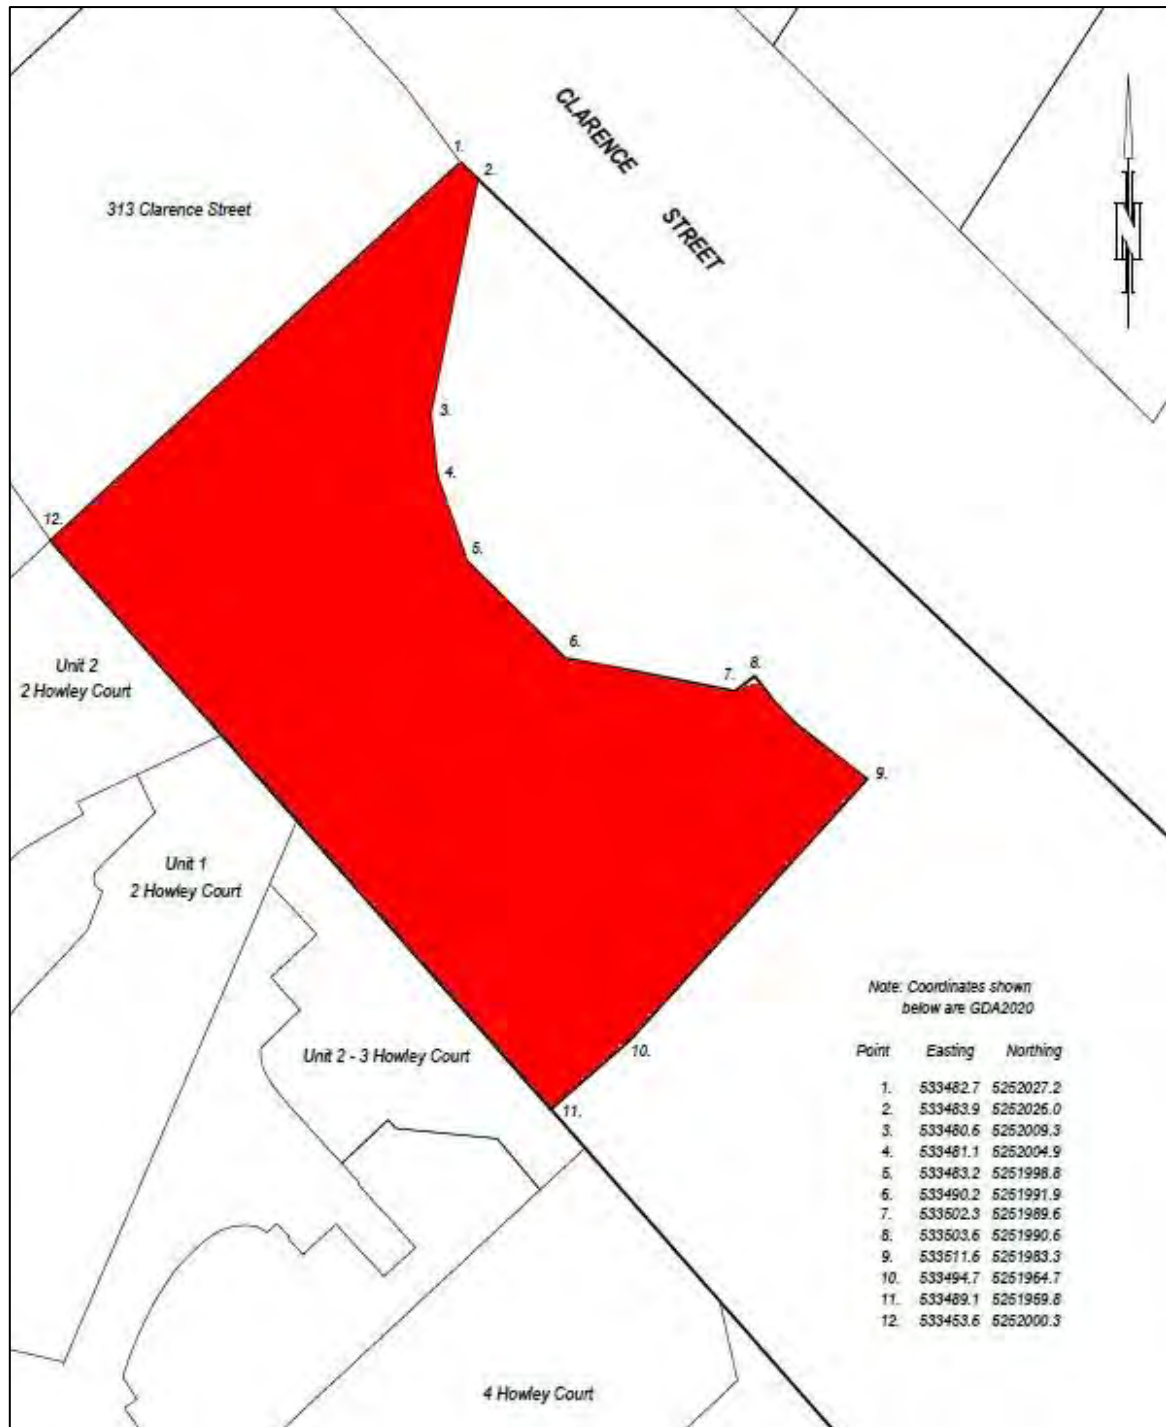 CLARENCE
STREET
N
1.
2.
313 Clarence Street
3.
4.
12.
5.
6.
7.
8.
Unit 2
2 Howley Court
9.
Unit 1
2 Howley Court
Unit 2 - 3 Howley Court
10.
11.
4 Howley Court
Note: Coordinates shown
below are GDA2020
Point Easting Northing
1. 533482.7 5252027.2
2. 533483.9 5252026.0
3. 533480.6 5252009.3
4. 533481.1 5252004.9
5. 533483.2 5251998.8
6. 533490.2 5251991.9
7. 533502.3 5251989.6
8. 533503.6 5251990.6
9. 533511.6 5251983.3
10. 533494.7 5251964.7
11. 533489.1 5251959.8
12. 533453.6 5252000.3